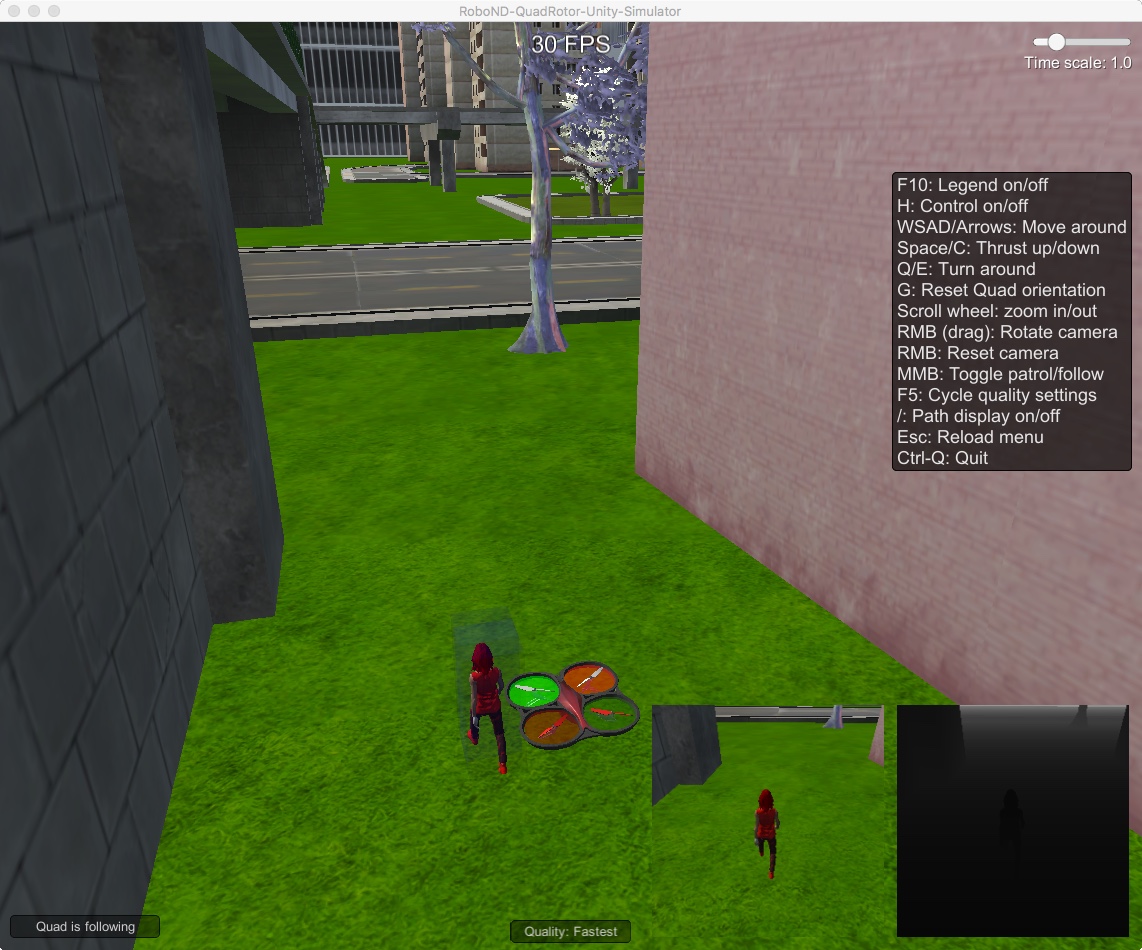 RoboND-QuadRotor-Unity-Simulator
30 FPS
Time scale: 1.0
F10: Legend on/off
H: Control on/off
WSAD/Arrows: Move around
Space/C: Thrust up/down
Q/E: Turn around
G: Reset Quad orientation
Scroll wheel: zoom in/out
RMB (drag): Rotate camera
RMB: Reset camera
MMB: Toggle patrol/follow
F5: Cycle quality settings
/: Path display on/off
Esc: Reload menu
Ctrl-Q: Quit
Quad is following
Quality: Fastest